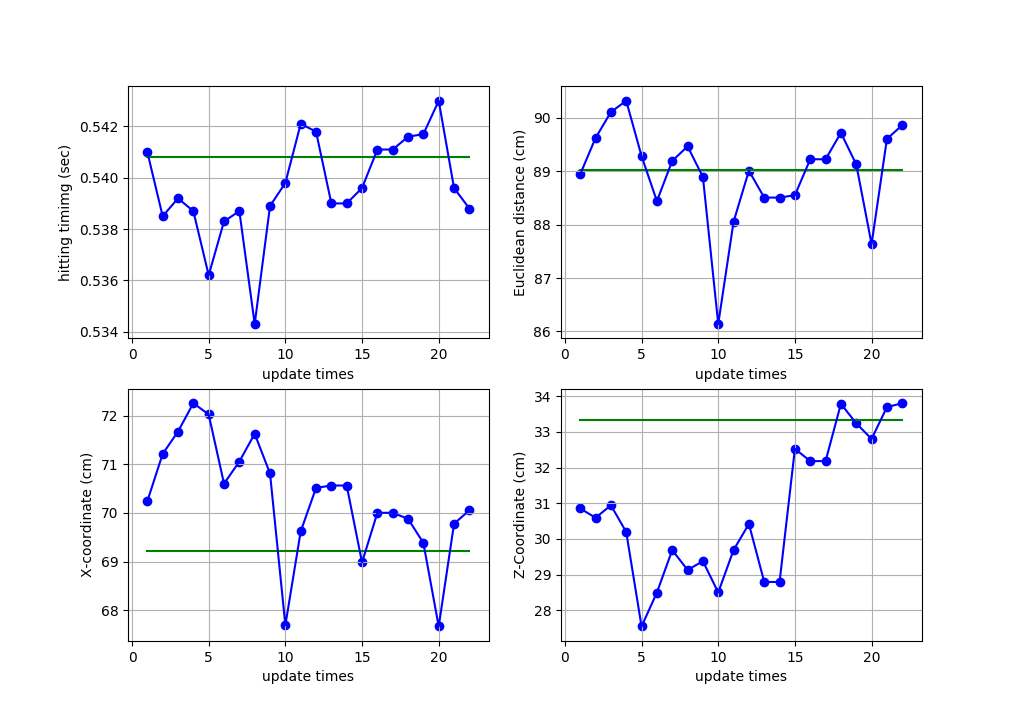 hitting timimg (sec)
0.542
0.540
0.538
0.536
0.534
0 5 10 15 20
update times
Euclidean distance (cm)
90
89
88
87
86
0 5 10 15 20
update times
X-coordinate (cm)
72
71
70
69
68
0 5 10 15 20
update times
Z-Coordinate (cm)
34
33
32
31
30
29
28
0 5 10 15 20
update times